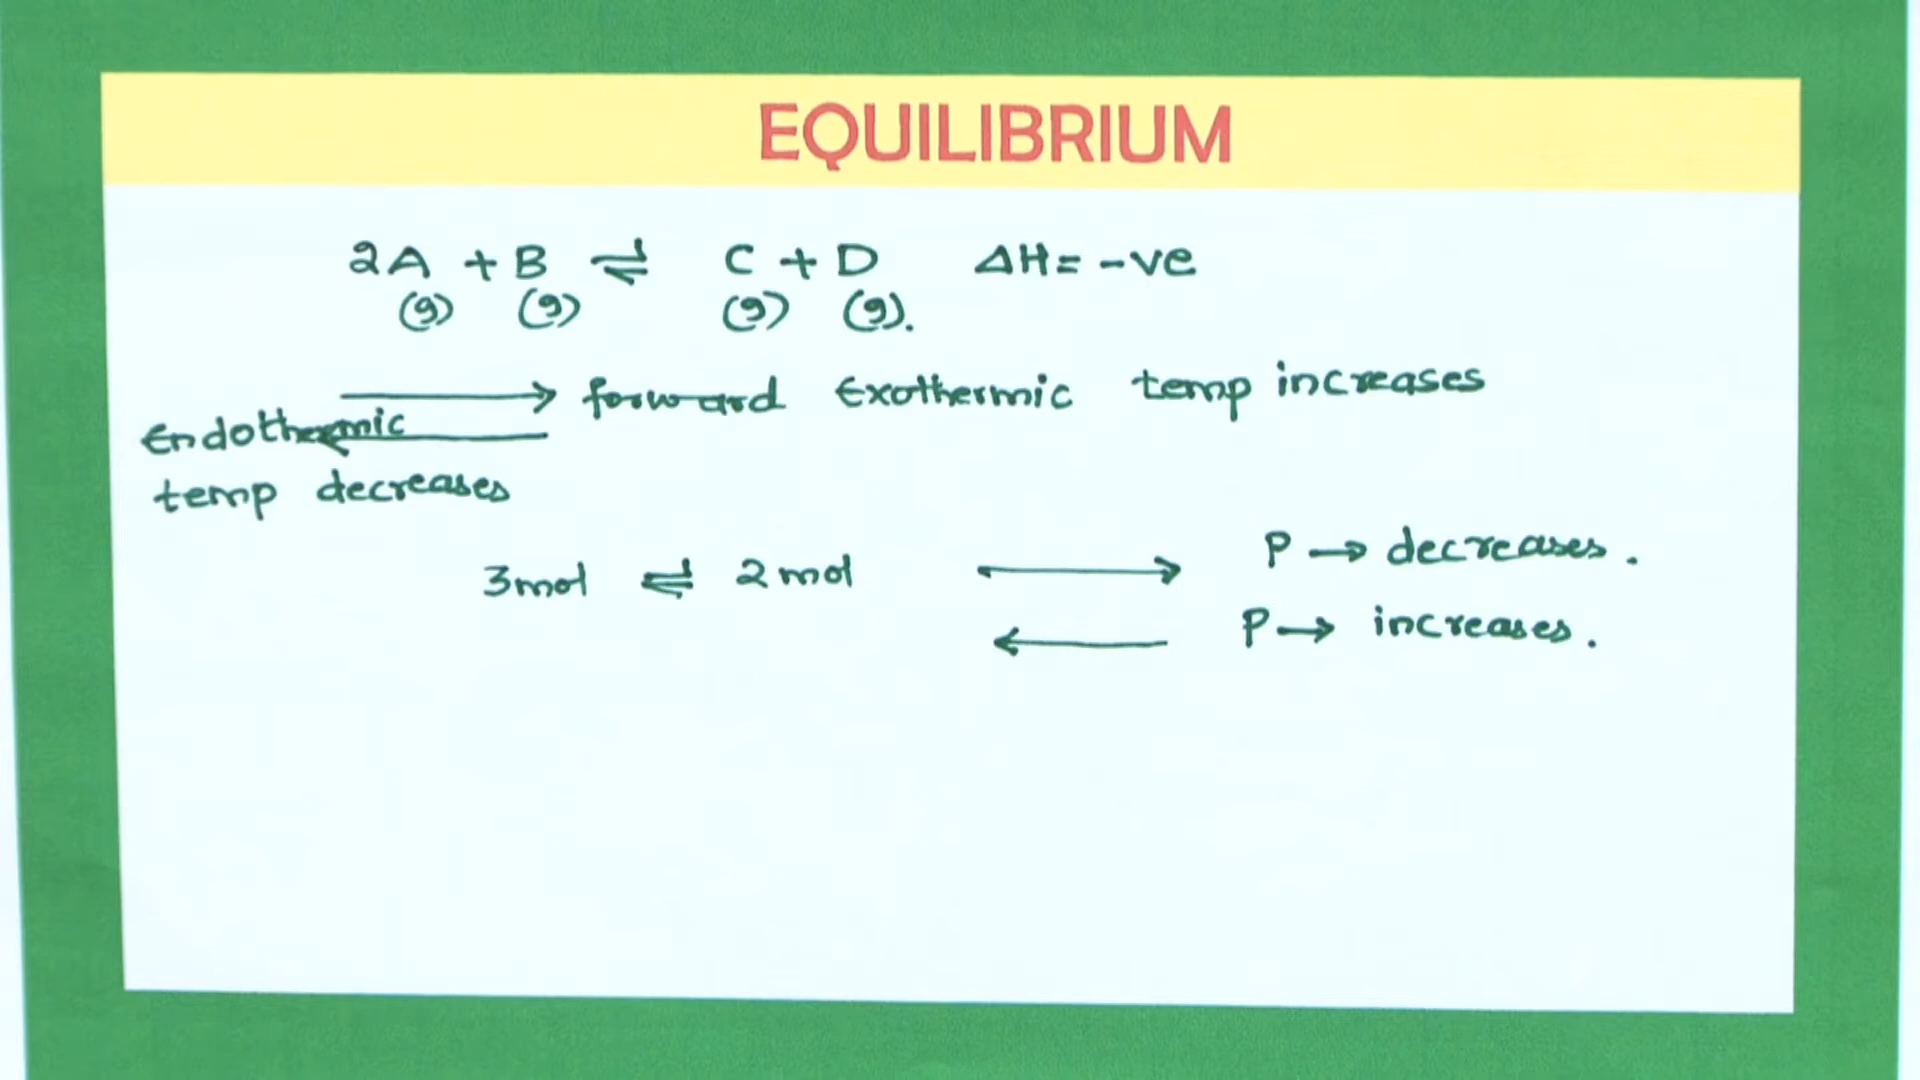 EQUILIBRIUM
2A + B ⇌ C + D ΔH = -ve
(g) (g) (g) (g).
⟶ forward Exothermic temp increases
Endothermic ⟵
temp decreases
3mol ⇌ 2mol ⟶ P → decreases.
⟵ P → increases.